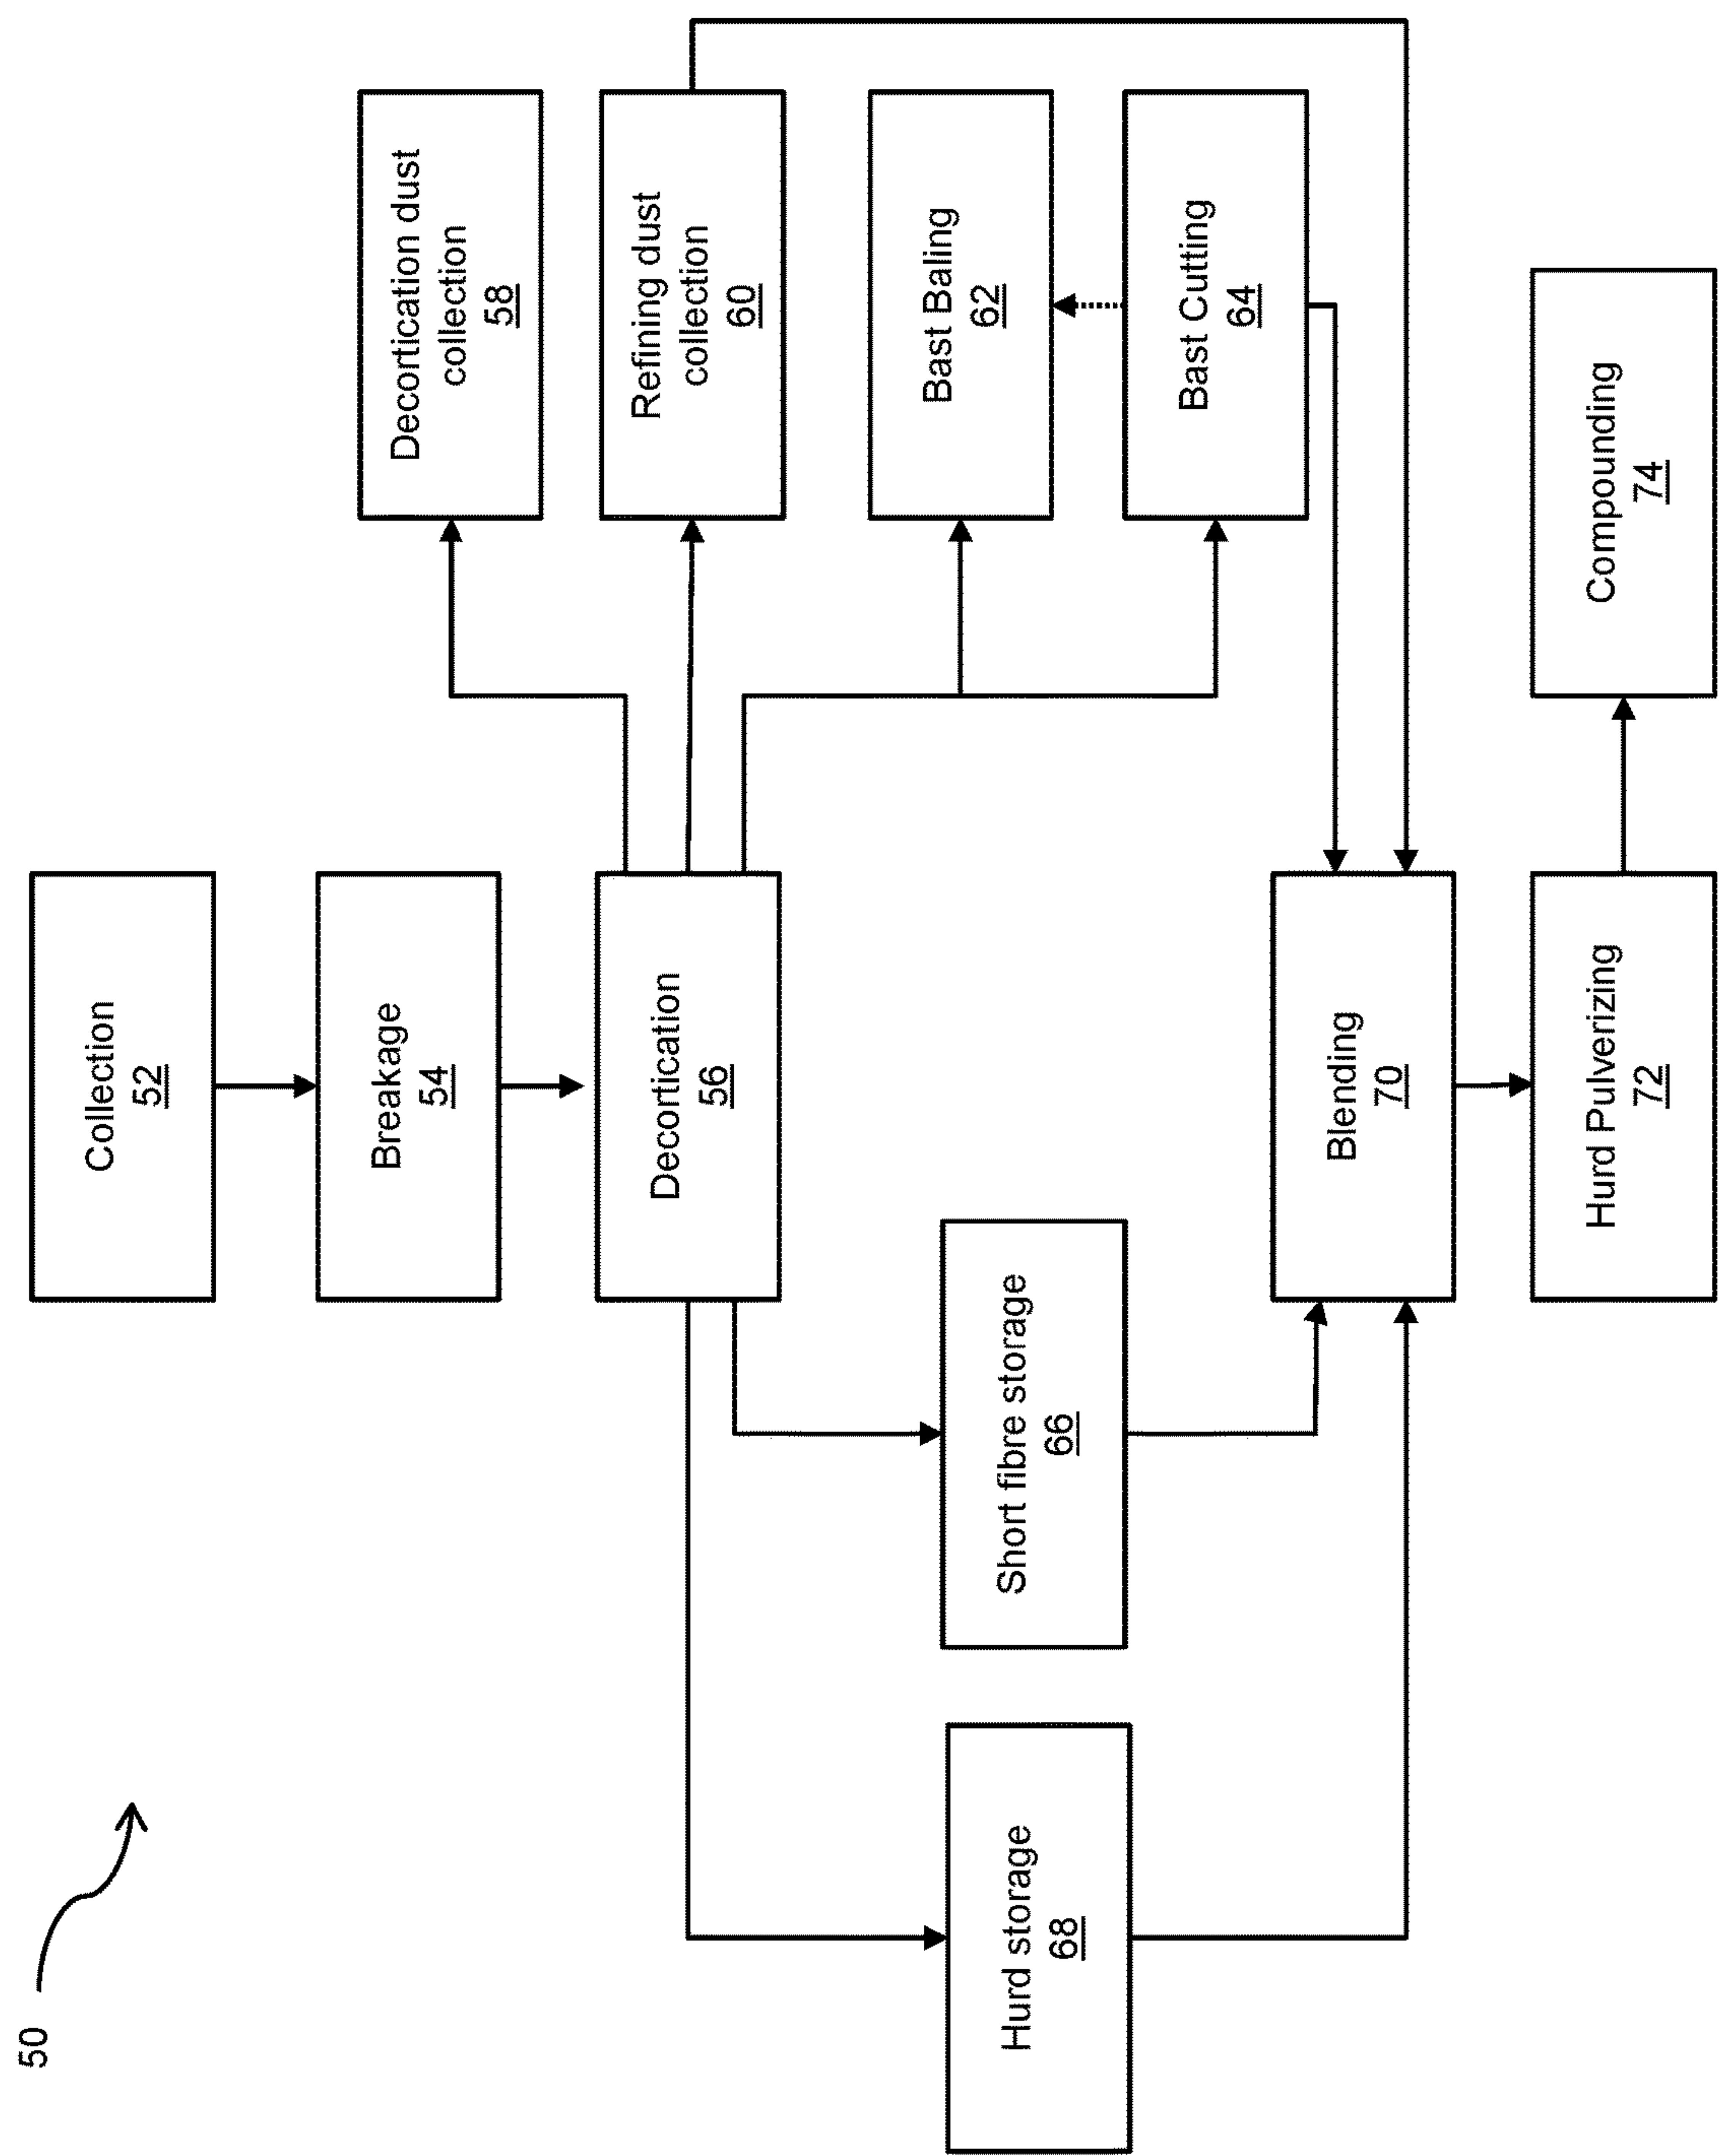 50
Collection
52
Breakage
54
Decortication
56
Decortication dust
collection
58
Refining dust
collection
60
Bast Baling
62
Bast Cutting
64
Short fibre storage
66
Hurd storage
68
Blending
70
Hurd Pulverizing
72
Compounding
74